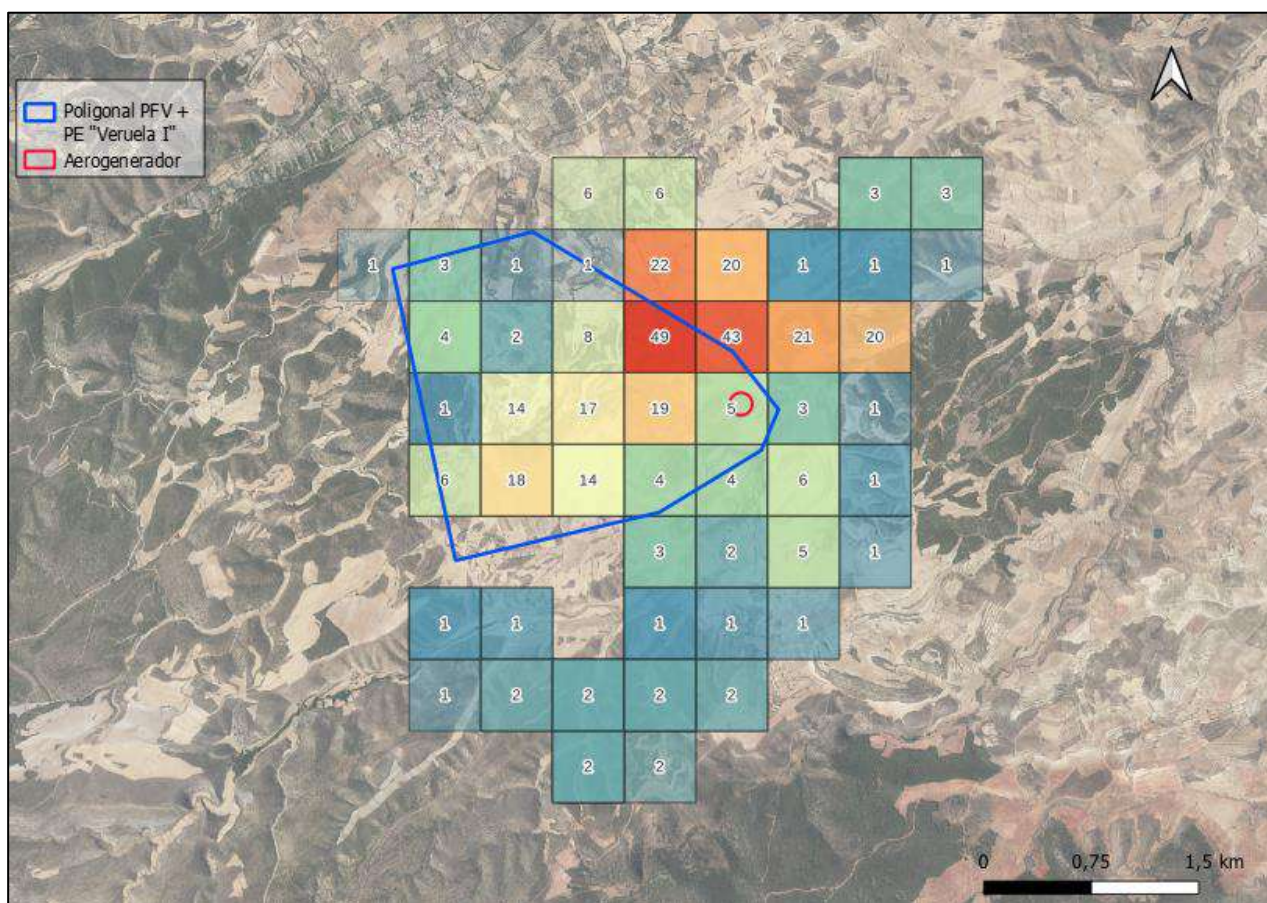 Poligonal PFV +
PE "Veruela I"
Aerogenerador
6 6 3 3
1 3 1 1 22 20 1 1 1
4 2 8 49 43 21 20
1 14 17 19 5 3 1
6 18 14 4 4 6 1
3 2 5 1
1 1 1 1 1
1 2 2 2 2
2 2
0 0,75 1,5 km